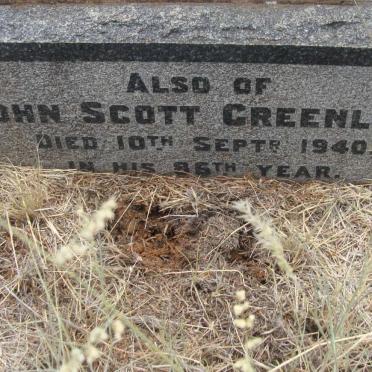 ALSO OF
OHN SCOTT GREENL
DIED 10TH SEPTR 1940.
IN HIS 86TH YEAR.